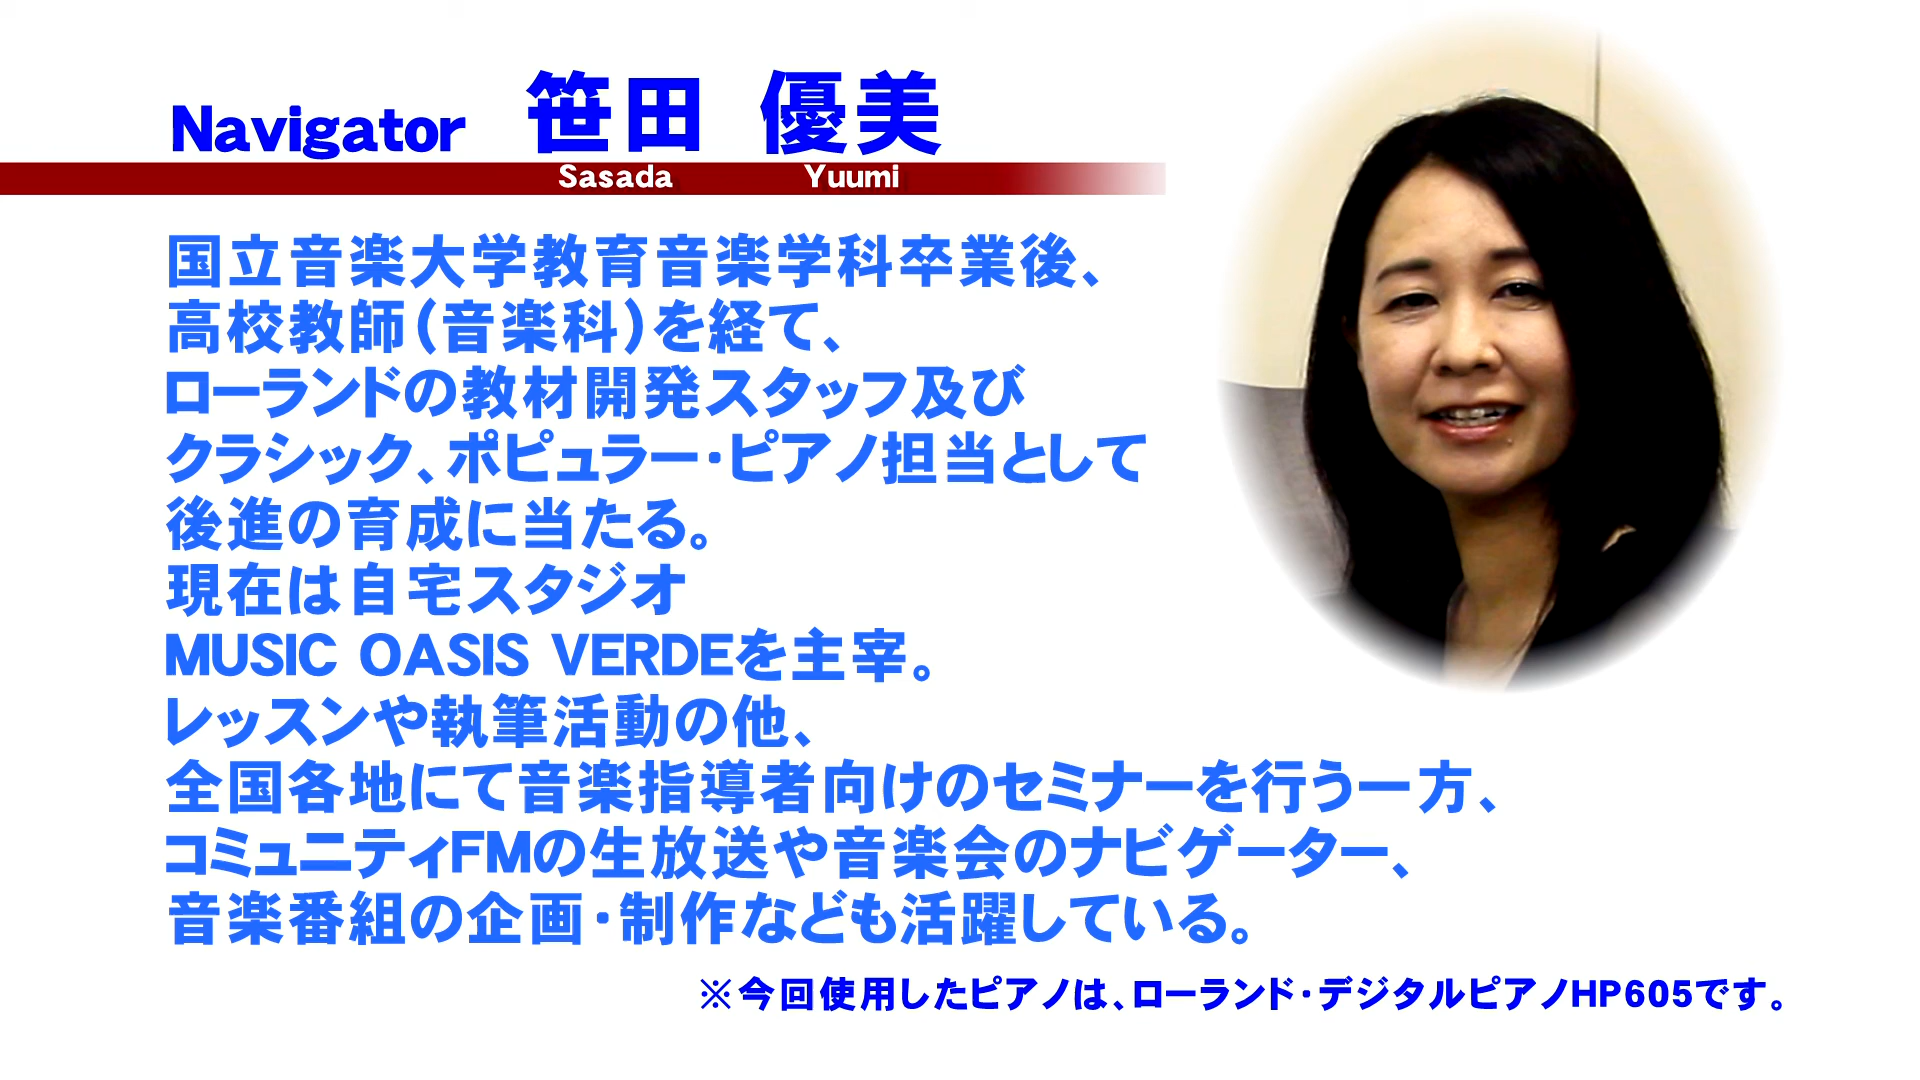 Navigator 笹田 優美
Sasada Yuumi
国立音楽大学教育音楽学科卒業後、
高校教師（音楽科）を経て、
ローランドの教材開発スタッフ及び
クラシック、ポピュラー・ピアノ担当として
後進の育成に当たる。
現在は自宅スタジオ
MUSIC OASIS VERDEを主宰。
レッスンや執筆活動の他、
全国各地にて音楽指導者向けのセミナーを行う一方、
コミュニティFMの生放送や音楽会のナビゲーター、
音楽番組の企画・制作なども活躍している。
※今回使用したピアノは、ローランド・デジタルピアノHP605です。